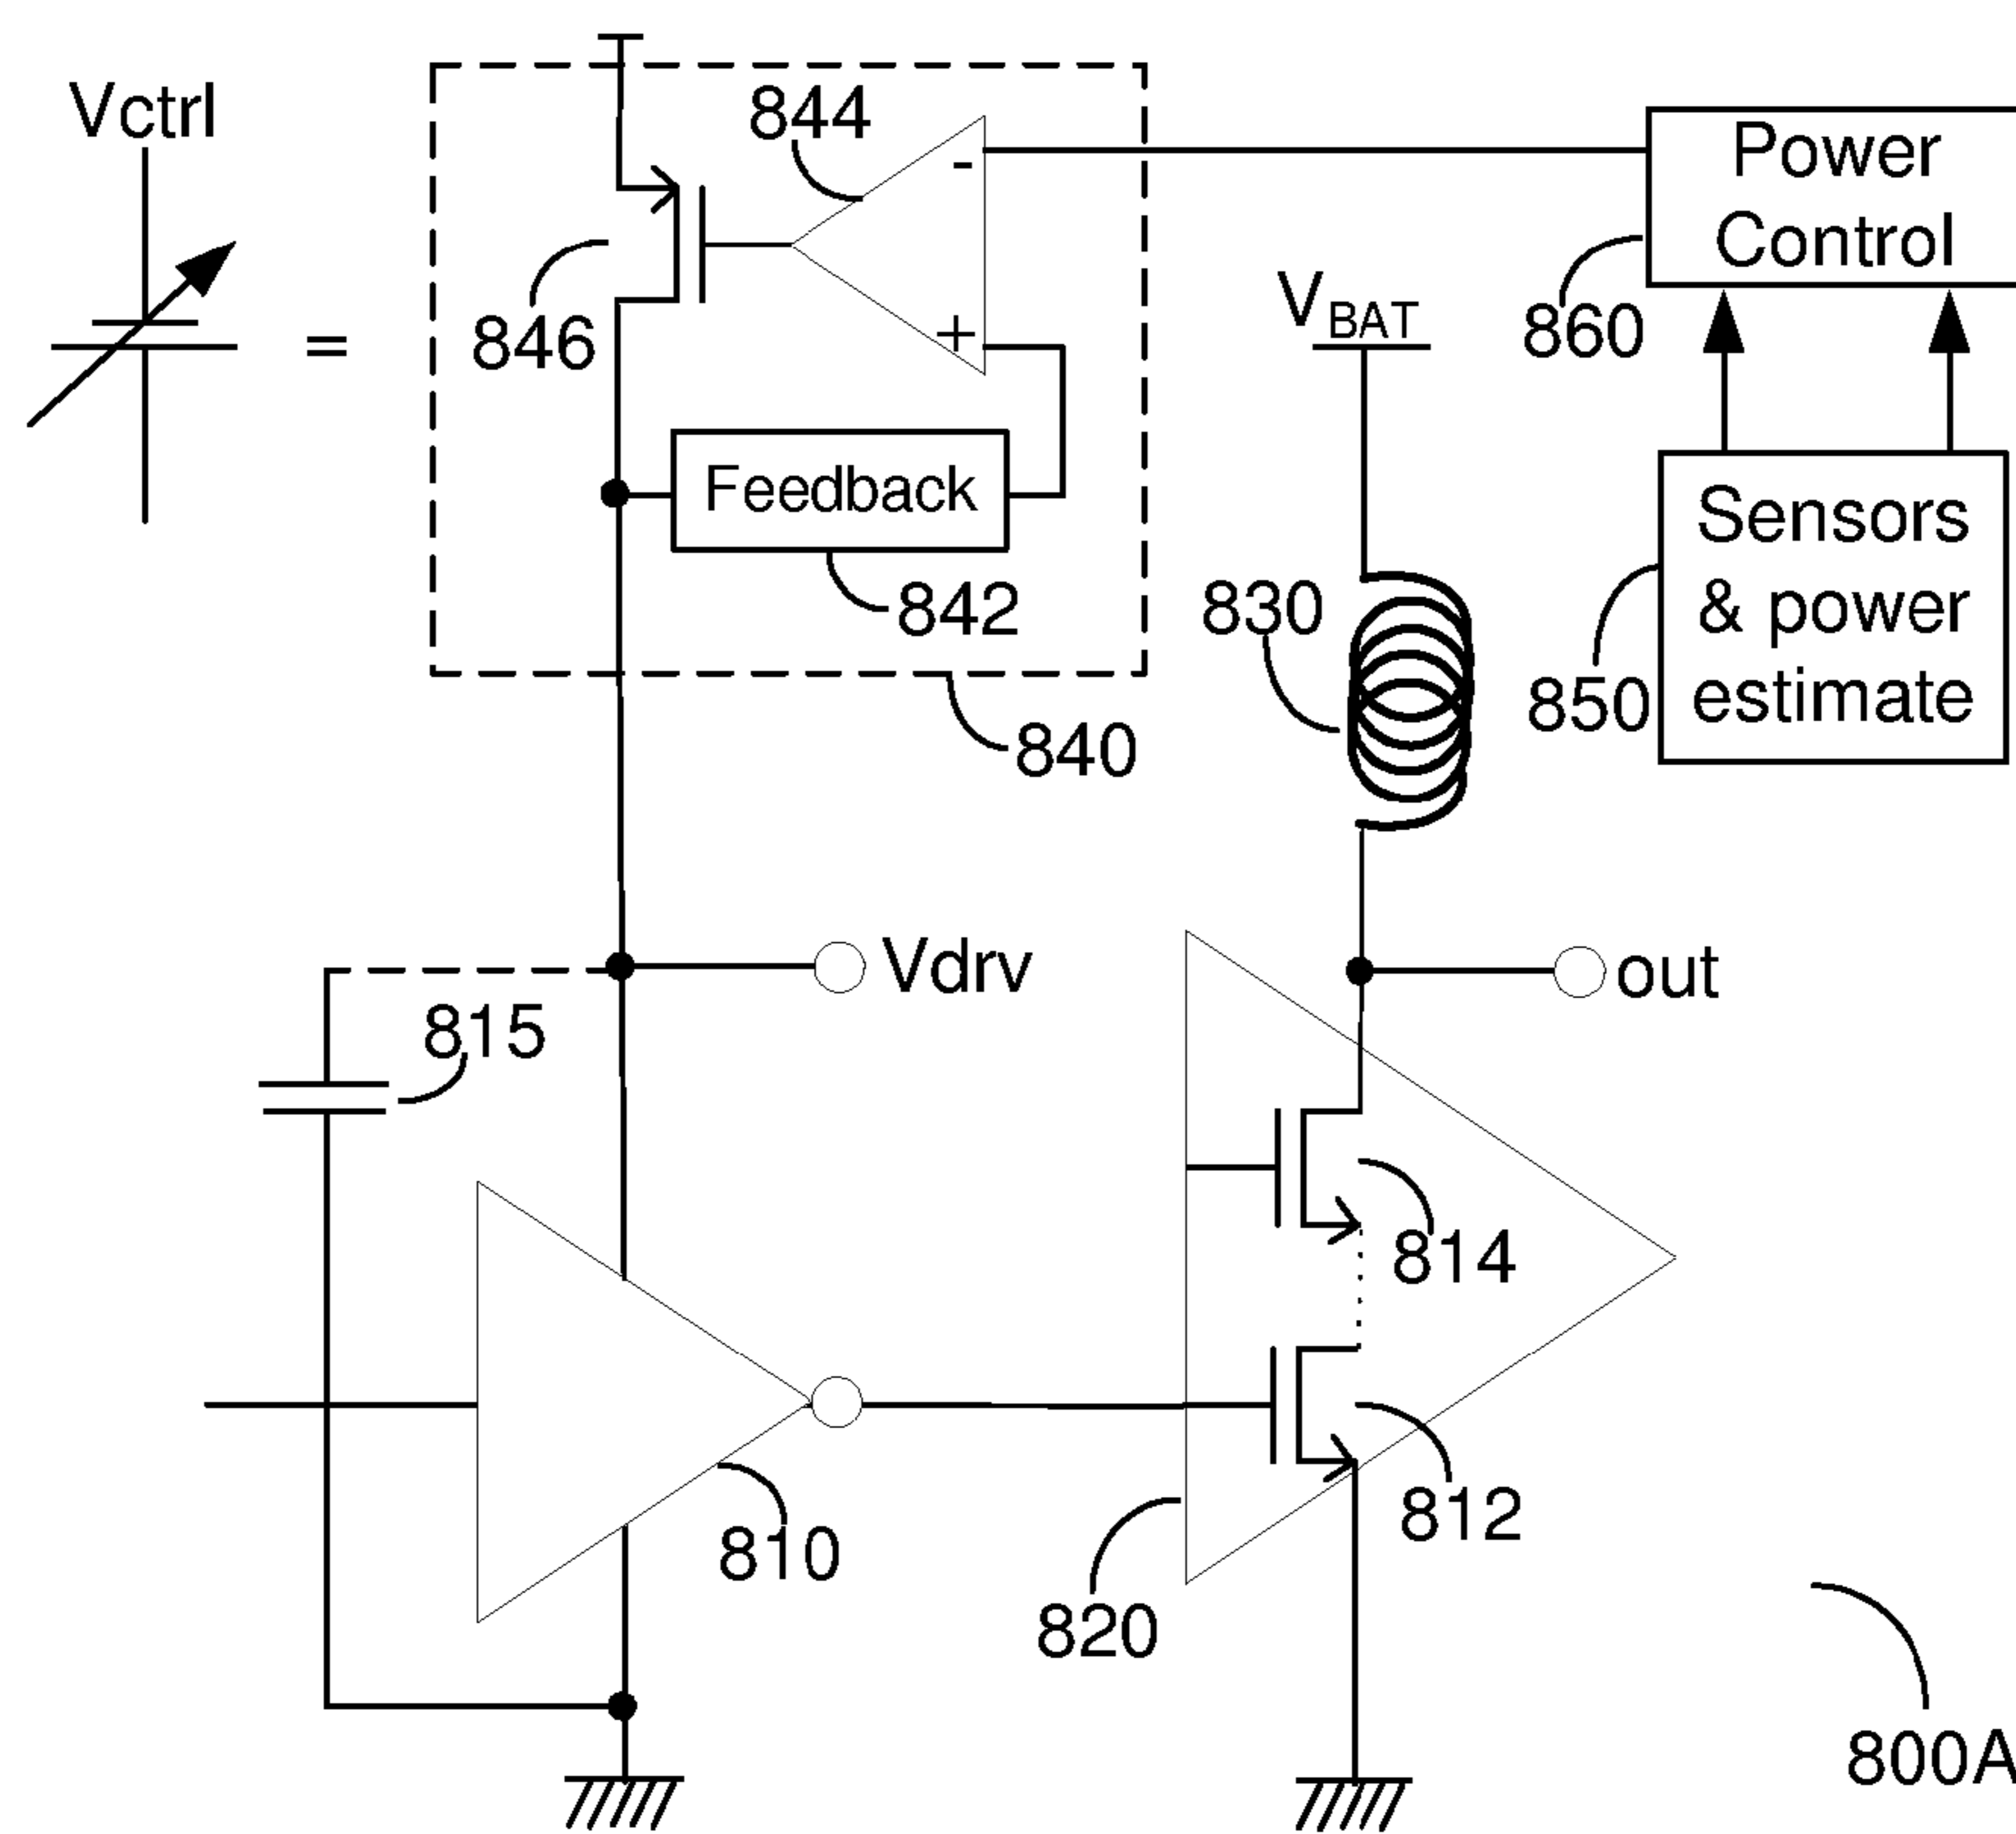 Vctrl
=
844
-
+
846
Feedback
842
840
Power
Control
860
VBAT
830
Sensors
& power
estimate
850
Vdrv
out
815
814
812
810
820
800A